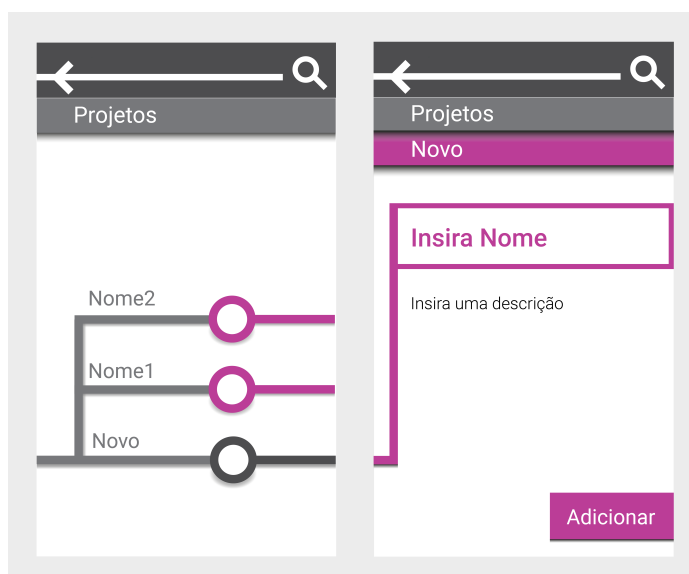 Projetos
Nome2
Nome1
Novo
Projetos
Novo
Insira Nome
Insira uma descrição
Adicionar